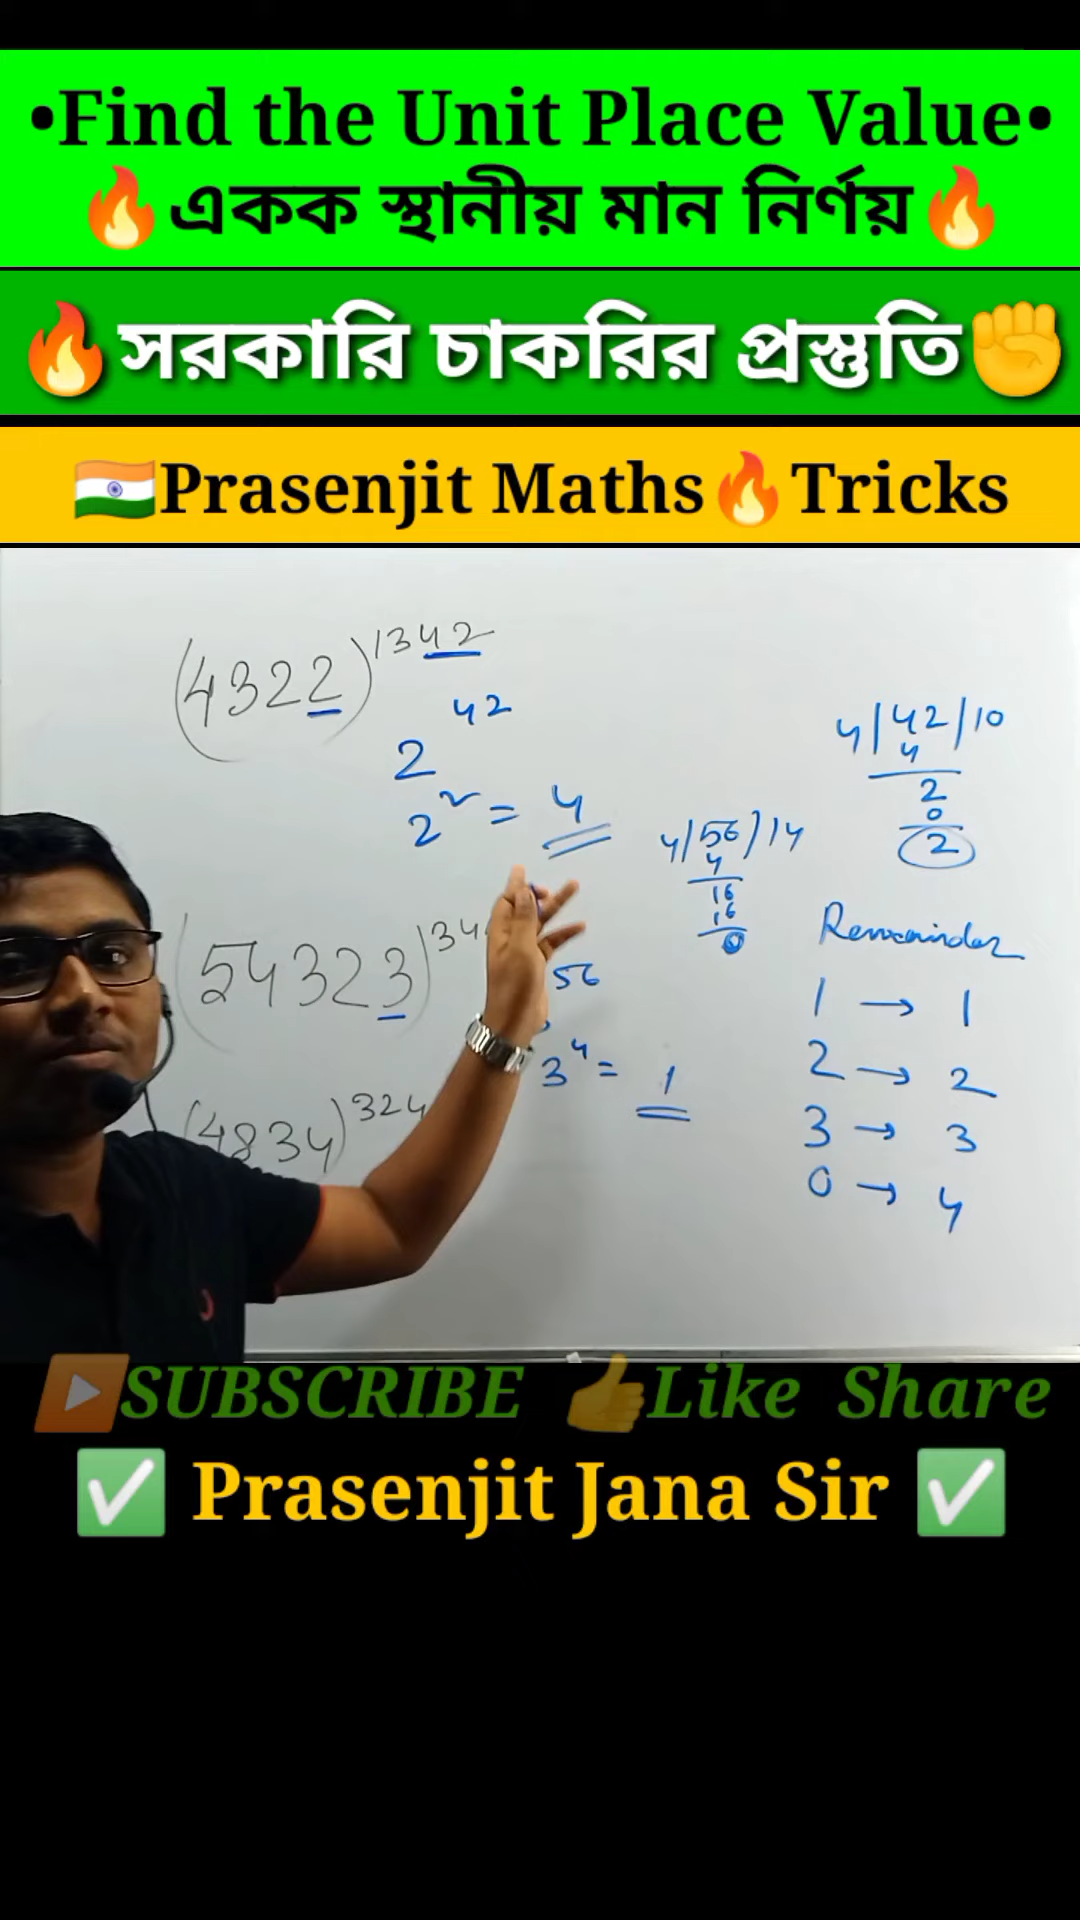 •Find the Unit Place Value•
🔥একক স্থানীয় মান নির্ণয়🔥
🔥সরকারি চাকরির প্রস্তুতি✊
🇮🇳Prasenjit Maths🔥Tricks
(4322)^1342
2^42
2^2 = 4
4/42/10
4
2
0
2
4/56/14
4
16
16
0
(54323)^34
56
3^4 = 1
(4834)^324
Remainder
1 → 1
2 → 2
3 → 3
0 → 4
▶SUBSCRIBE 👍Like Share
✅ Prasenjit Jana Sir ✅